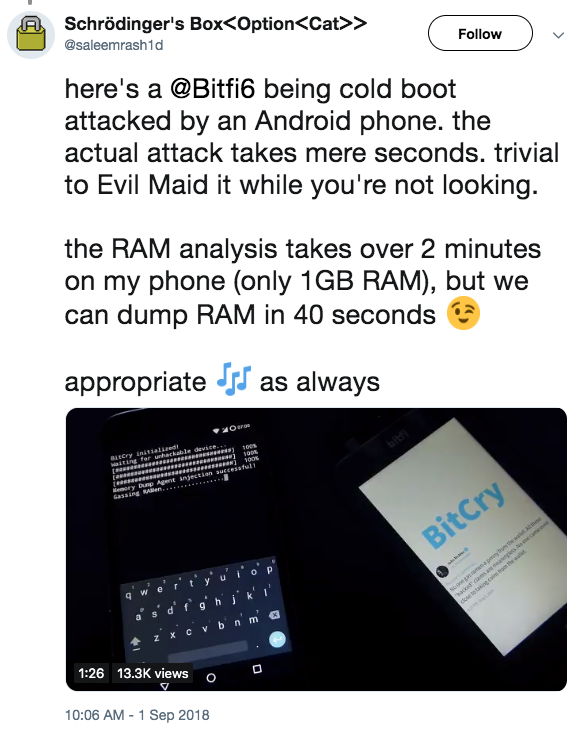 Schrödinger's Box<Option<Cat>>
@saleemrash1d
Follow
here's a @Bitfi6 being cold boot
attacked by an Android phone. the
actual attack takes mere seconds. trivial
to Evil Maid it while you're not looking.
the RAM analysis takes over 2 minutes
on my phone (only 1GB RAM), but we
can dump RAM in 40 seconds 😉
appropriate 🎶 as always
BitCry initialized!
Waiting for unhackable device...
100%
100%
100%
Memory Dump Agent injection successful!
Gassing RAMen
q w e r t y u i o p
a s d f g h j k l
z x c v b n m
bitfi
BitCry
1:26 13.3K views
10:06 AM - 1 Sep 2018